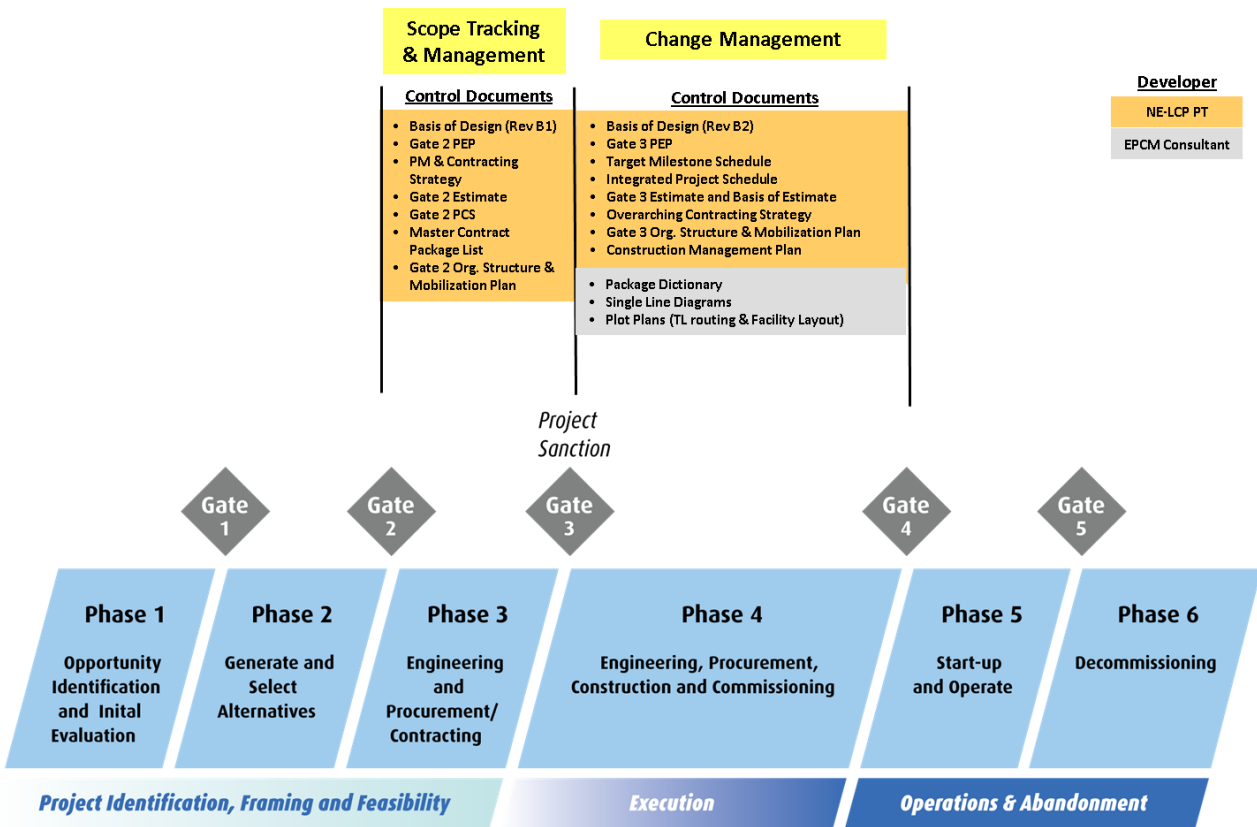 Scope Tracking
& Management
Change Management
Control Documents
• Basis of Design (Rev B1)
• Gate 2 PEP
• PM & Contracting
Strategy
• Gate 2 Estimate
• Gate 2 PCS
• Master Contract
Package List
• Gate 2 Org. Structure &
Mobilization Plan
Control Documents
• Basis of Design (Rev B2)
• Gate 3 PEP
• Target Milestone Schedule
• Integrated Project Schedule
• Gate 3 Estimate and Basis of Estimate
• Overarching Contracting Strategy
• Gate 3 Org. Structure & Mobilization Plan
• Construction Management Plan
• Package Dictionary
• Single Line Diagrams
• Plot Plans (TL routing & Facility Layout)
Developer
NE-LCP PT
EPCM Consultant
Project
Sanction
Gate
1
Gate
2
Gate
3
Gate
4
Gate
5
Phase 1
Opportunity
Identification
and Inital
Evaluation
Phase 2
Generate and
Select
Alternatives
Phase 3
Engineering
and
Procurement/
Contracting
Phase 4
Engineering, Procurement,
Construction and Commissioning
Phase 5
Start-up
and Operate
Phase 6
Decommissioning
Project Identification, Framing and Feasibility
Execution
Operations & Abandonment